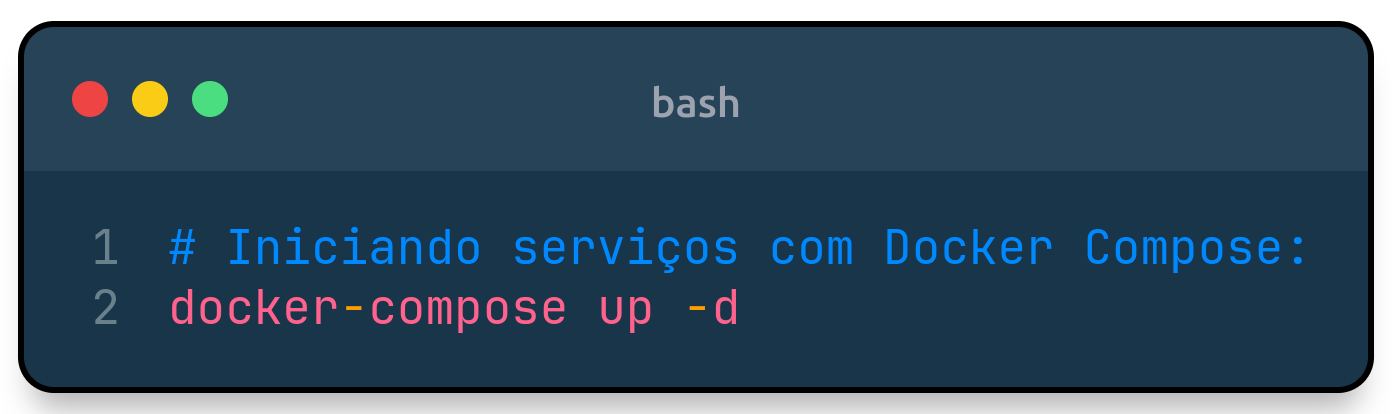 bash
1 # Iniciando serviços com Docker Compose:
2 docker-compose up -d